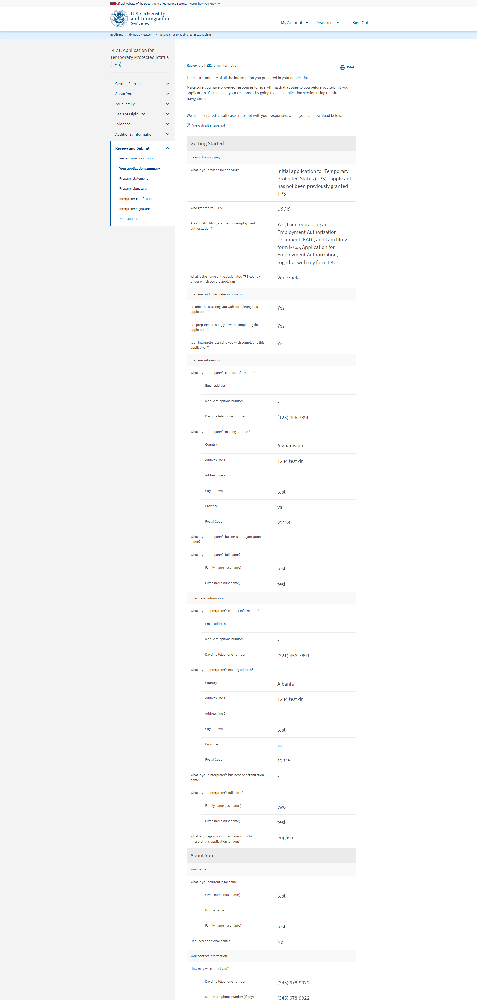 Official website of the Department of Homeland Security Here's how you know
U.S. Citizenship
and Immigration
Services
My Account Resources Sign Out
applicant > tb_app1@test.com > ac375b57-e510-421b-9723-65b2b4e1f356
I-821, Application for
Temporary Protected Status
(TPS)
Getting Started
About You
Your Family
Basis of Eligibility
Evidence
Additional Information
Review and Submit
Review your application
Your application summary
Preparer statement
Preparer signature
Interpreter certification
Interpreter signature
Your statement
Review the I-821 form information
Print
Here is a summary of all the information you provided in your application.
Make sure you have provided responses for everything that applies to you before you submit your
application. You can edit your responses by going to each application section using the site
navigation.
We also prepared a draft case snapshot with your responses, which you can download below.
View draft snapshot
Getting Started
Reason for applying
What is your reason for applying?
Initial application for Temporary
Protected Status (TPS) - applicant
has not been previously granted
TPS
Who granted you TPS?
USCIS
Are you also filing a request for employment
authorization?
Yes, I am requesting an
Employment Authorization
Document (EAD), and I am filing
form I-765, Application for
Employment Authorization,
together with my form I-821.
What is the name of the designated TPS country
under which you are applying?
Venezuela
Preparer and interpreter information
Is someone assisting you with completing this
application?
Yes
Is a preparer assisting you with completing this
application?
Yes
Is an interpreter assisting you with completing this
application?
Yes
Preparer information
What is your preparer's contact information?
Email address
-
Mobile telephone number
-
Daytime telephone number
(123) 456-7890
What is your preparer's mailing address?
Country
Afghanistan
Address line 1
1234 test dr
Address line 2
-
City or town
test
Province
va
Postal Code
22134
What is your preparer's business or organization
name?
-
What is your preparer's full name?
Family name (last name)
test
Given name (first name)
test
Interpreter information
What is your interpreter's contact information?
Email address
-
Mobile telephone number
-
Daytime telephone number
(321) 456-7891
What is your interpreter's mailing address?
Country
Albania
Address line 1
1234 test dr
Address line 2
-
City or town
test
Province
va
Postal Code
12345
What is your interpreter's business or organization
name?
-
What is your interpreter's full name?
Family name (last name)
two
Given name (first name)
test
What language is your interpreter using to
interpret this application for you?
english
About You
Your name
What is your current legal name?
Given name (first name)
test
Middle name
t
Family name (last name)
test
Has used additional names
No
Your contact information
How may we contact you?
Daytime telephone number
(345) 678-9022
Mobile telephone number (if any)
(345) 678-9022